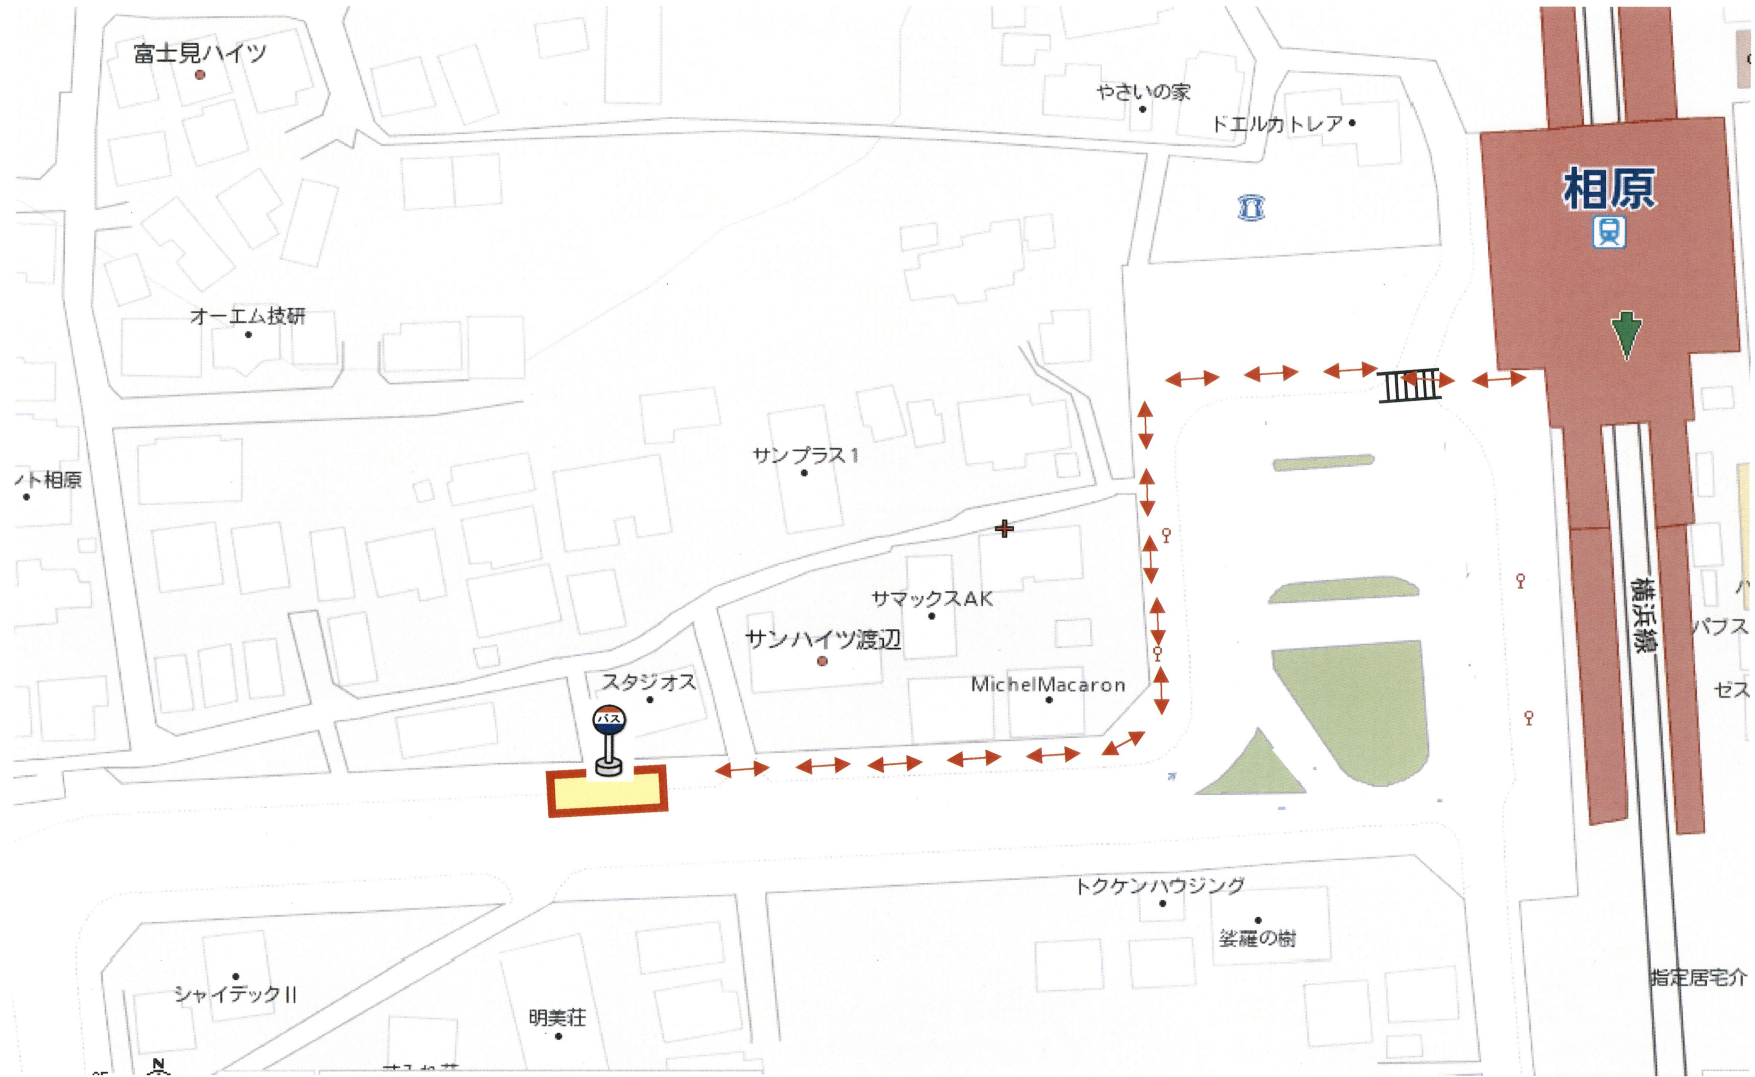 富士見ハイツ
やさいの家
ドエルカトレア
相原
オーエム技研
サンプラス1
ント相原
サマックスAK
サンハイツ渡辺
スタジオス
MichelMacaron
バス
横浜線
パブス
ゼス
トクケンハウジング
娑羅の樹
シャイデックII
明美荘
指定居宅介
N